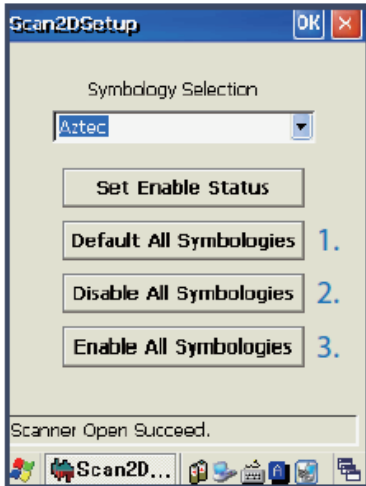 Scan2DSetup OK
Symbology Selection
Aztec
Set Enable Status
Default All Symbologies 1.
Disable All Symbologies 2.
Enable All Symbologies 3.
Scanner Open Succeed.
Scan2D... A